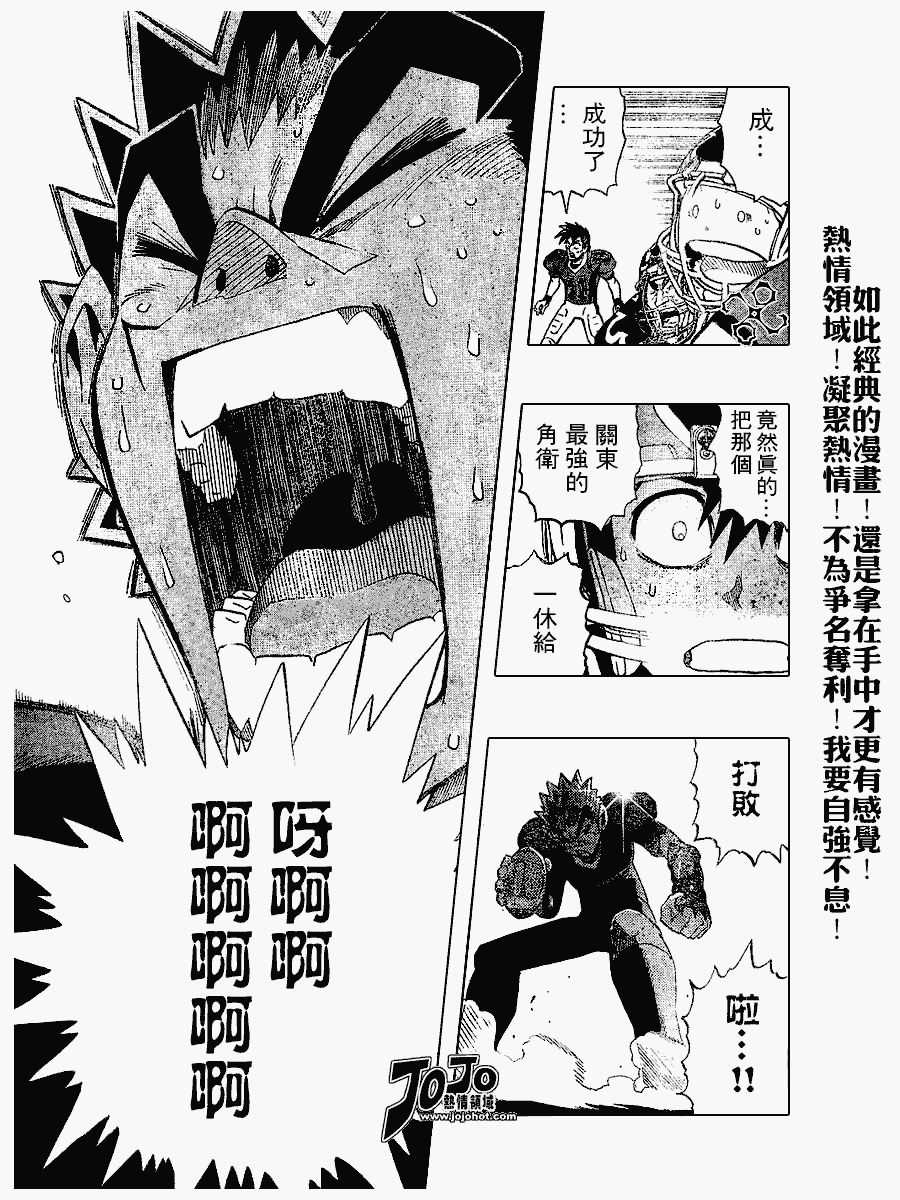 成…
成功了
…
竟然真的…
把那個
關東
最強的
角衛
一休給
打敗
啦…!!
呀啊啊
啊啊啊啊啊
如此經典的漫畫！還是拿在手中才更有感覺！
熱情領域！凝聚熱情！不為爭名奪利！我要自強不息！
JOJO
熱情領域
www.jojohot.com